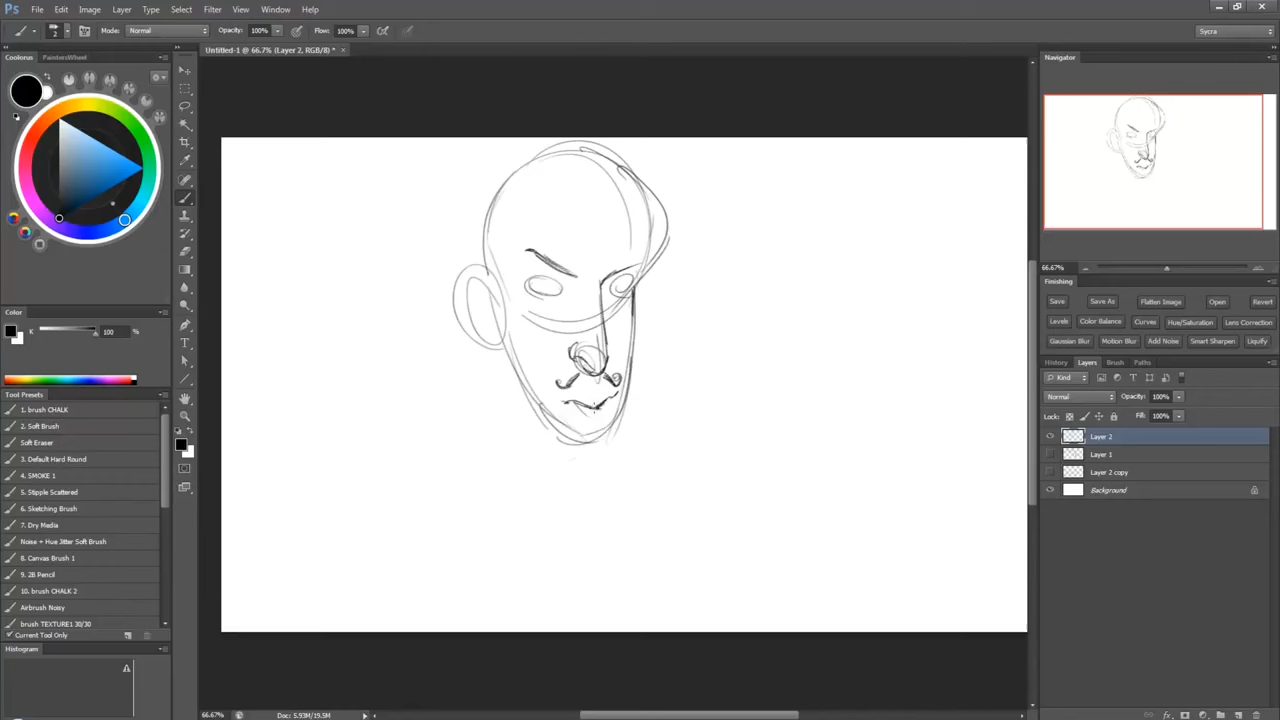 Ps File Edit Image Layer Type Select Filter Analysis View Window Help
2 Mode: Normal Opacity: 100% Flow: 100% Sycra
Untitled-1 @ 66.7% (Layer 2, RGB/8) * ×
Coolorus PaintersWheel
Color
K 100 %
Tool Presets
1. brush CHALK
2. Soft Brush
Soft Eraser
3. Default Hard Round
4. SMOKE 1
5. Stipple Scattered
6. Sketching Brush
7. Dry Media
Noise + Hue Jitter Soft Brush
8. Canvas Brush 1
9. 2B Pencil
10. brush CHALK 2
Airbrush Noisy
brush TEXTURE1 30/30
Current Tool Only
Histogram
66.67% Doc: 5.93M/19.5M
Navigator
66.67%
Finishing
Save Save As Flatten Image Open Revert
Levels Color Balance Curves Hue/Saturation Lens Correction
Gaussian Blur Motion Blur Add Noise Smart Sharpen Liquify
History Layers Brush Paths
Kind
Normal Opacity: 100%
Lock: Fill: 100%
Layer 2
Layer 1
Layer 2 copy
Background
fx